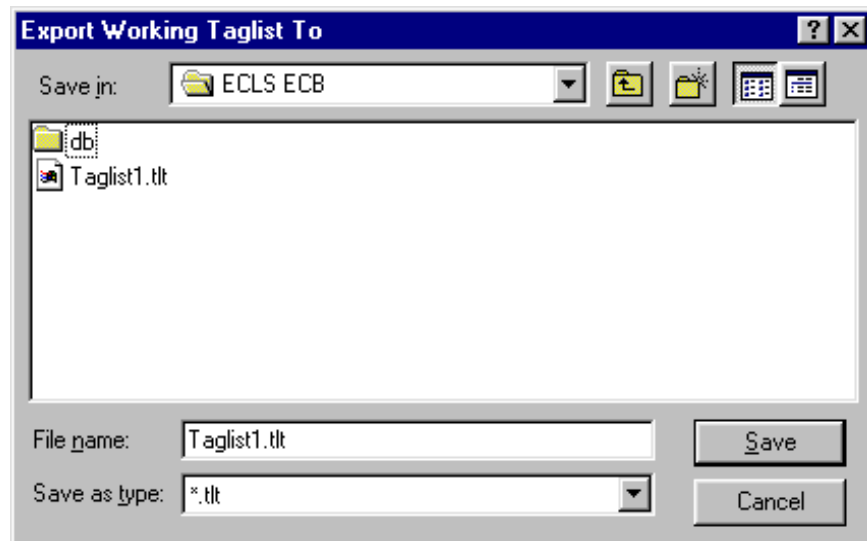 Export Working Taglist To
Save in: ECLS ECB
db
Taglist1.tlt
File name: Taglist1.tlt Save
Save as type: *.tlt Cancel